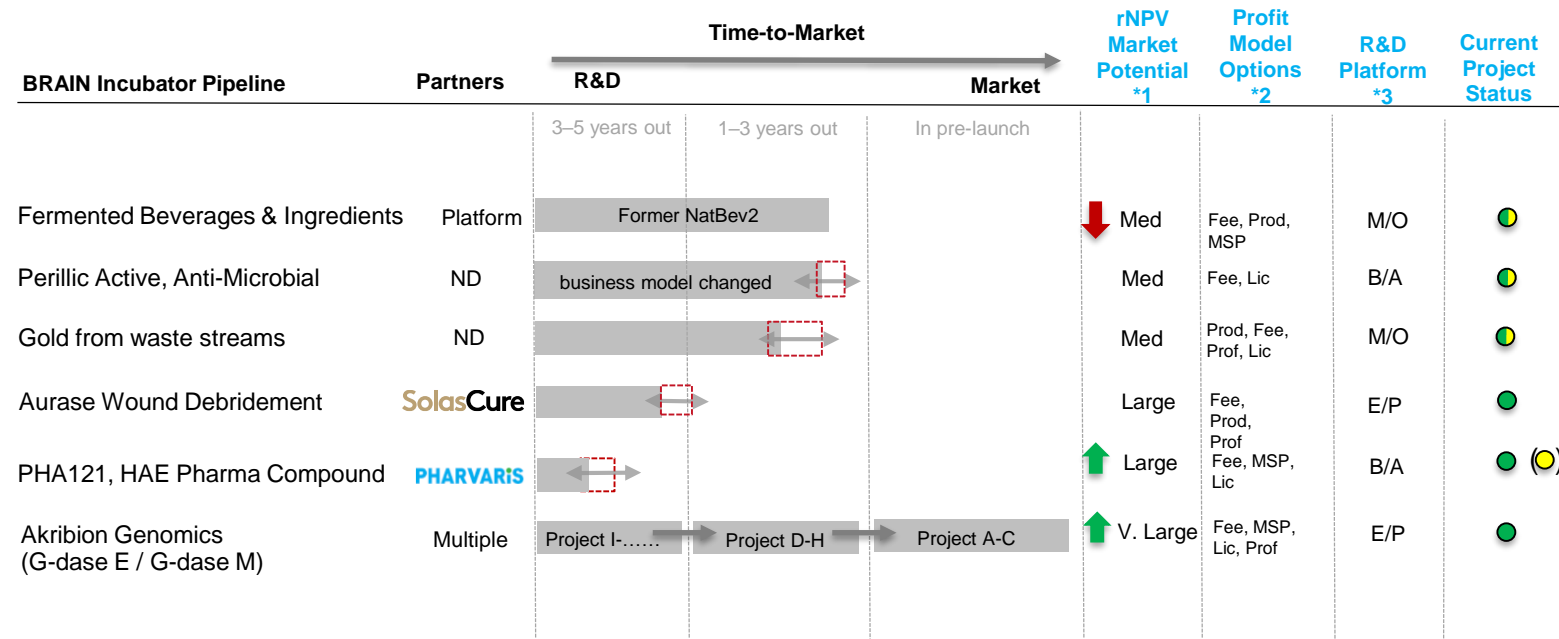 Time-to-Market
rNPV
Market
Potential
*1
Profit
Model
Options
*2
R&D
Platform
*3
Current
Project
Status
BRAIN Incubator Pipeline
Partners
R&D
Market
3–5 years out
1–3 years out
In pre-launch
Fermented Beverages & Ingredients
Platform
Former NatBev2
Med
Fee, Prod,
MSP
M/O
Perillic Active, Anti-Microbial
ND
business model changed
Med
Fee, Lic
B/A
Gold from waste streams
ND
Med
Prod, Fee,
Prof, Lic
M/O
Aurase Wound Debridement
SolasCure
Large
Fee,
Prod,
Prof
E/P
PHA121, HAE Pharma Compound
PHARVARiS
Large
Fee, MSP,
Lic
B/A
( )
Akribion Genomics
(G-dase E / G-dase M)
Multiple
Project I-……
Project D-H
Project A-C
V. Large
Fee, MSP,
Lic, Prof
E/P